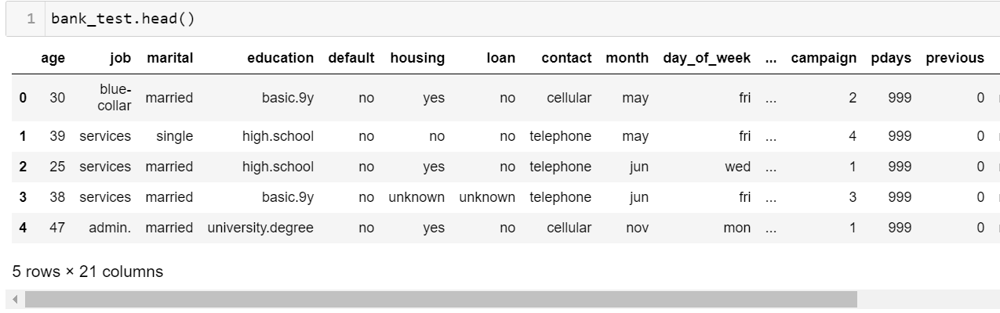 1 bank_test.head()
age job marital education default housing loan contact month day_of_week ... campaign pdays previous
0 30 blue-collar married basic.9y no yes no cellular may fri ... 2 999 0
1 39 services single high.school no no no telephone may fri ... 4 999 0
2 25 services married high.school no yes no telephone jun wed ... 1 999 0
3 38 services married basic.9y no unknown unknown telephone jun fri ... 3 999 0
4 47 admin. married university.degree no yes no cellular nov mon ... 1 999 0
5 rows × 21 columns